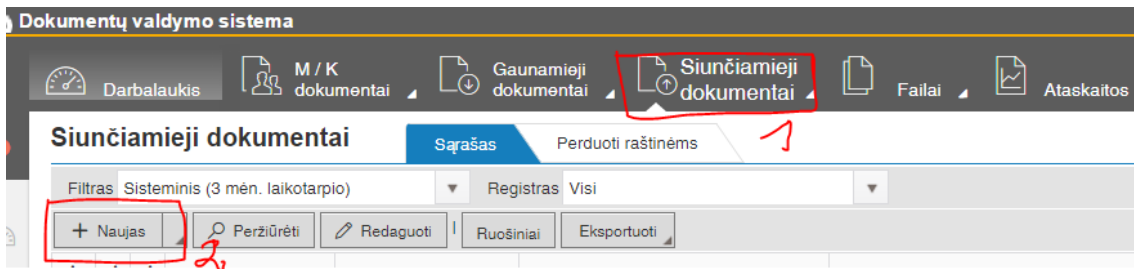 Dokumentų valdymo sistema
Darbalaukis
M / K
dokumentai
Gaunamieji
dokumentai
Siunčiamieji
dokumentai
Failai
Ataskaitos
1
Siunčiamieji dokumentai
Sąrašas
Perduoti raštinėms
Filtras Sisteminis (3 mėn. laikotarpio)
Registras Visi
+ Naujas
Peržiūrėti
Redaguoti
Ruošiniai
Eksportuoti
2